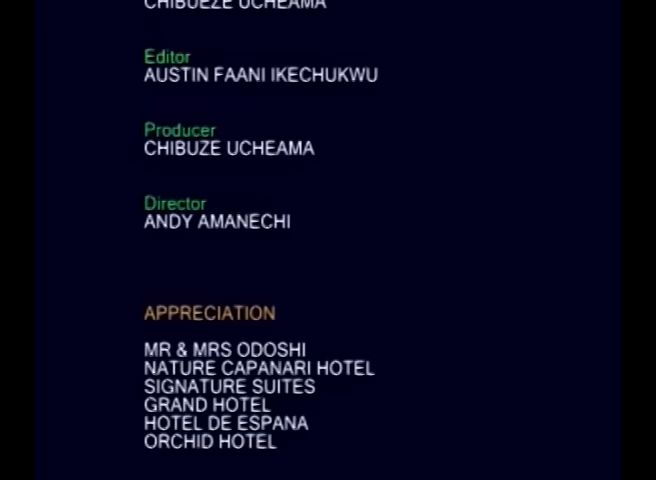 CHIBUEZE UCHEAMA
Editor
AUSTIN FAANI IKECHUKWU
Producer
CHIBUZE UCHEAMA
Director
ANDY AMANECHI
APPRECIATION
MR & MRS ODOSHI
NATURE CAPANARI HOTEL
SIGNATURE SUITES
GRAND HOTEL
HOTEL DE ESPANA
ORCHID HOTEL